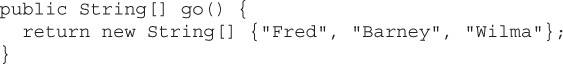 public String[] go() {
  return new String[] {"Fred", "Barney", "Wilma"};
}